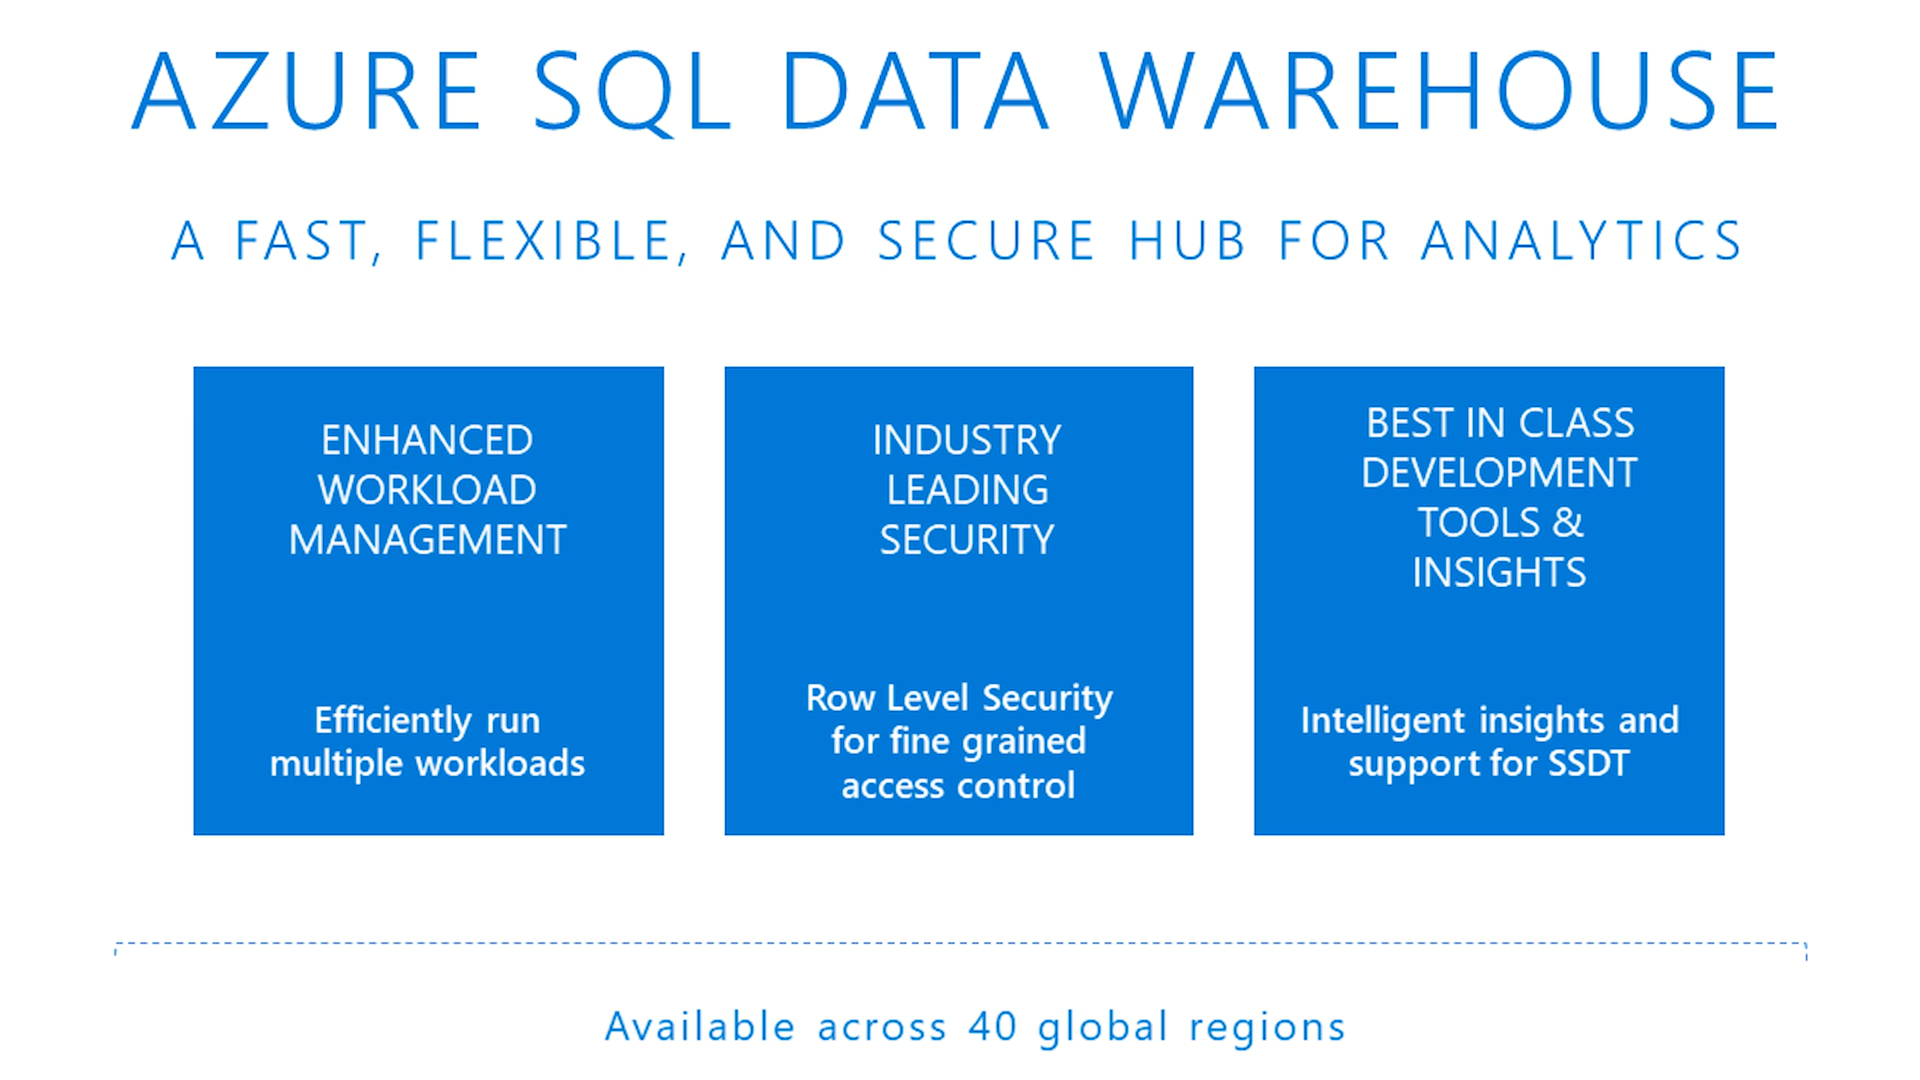 AZURE SQL DATA WAREHOUSE
A FAST, FLEXIBLE, AND SECURE HUB FOR ANALYTICS
ENHANCED
WORKLOAD
MANAGEMENT
Efficiently run
multiple workloads
INDUSTRY
LEADING
SECURITY
Row Level Security
for fine grained
access control
BEST IN CLASS
DEVELOPMENT
TOOLS &
INSIGHTS
Intelligent insights and
support for SSDT
Available across 40 global regions